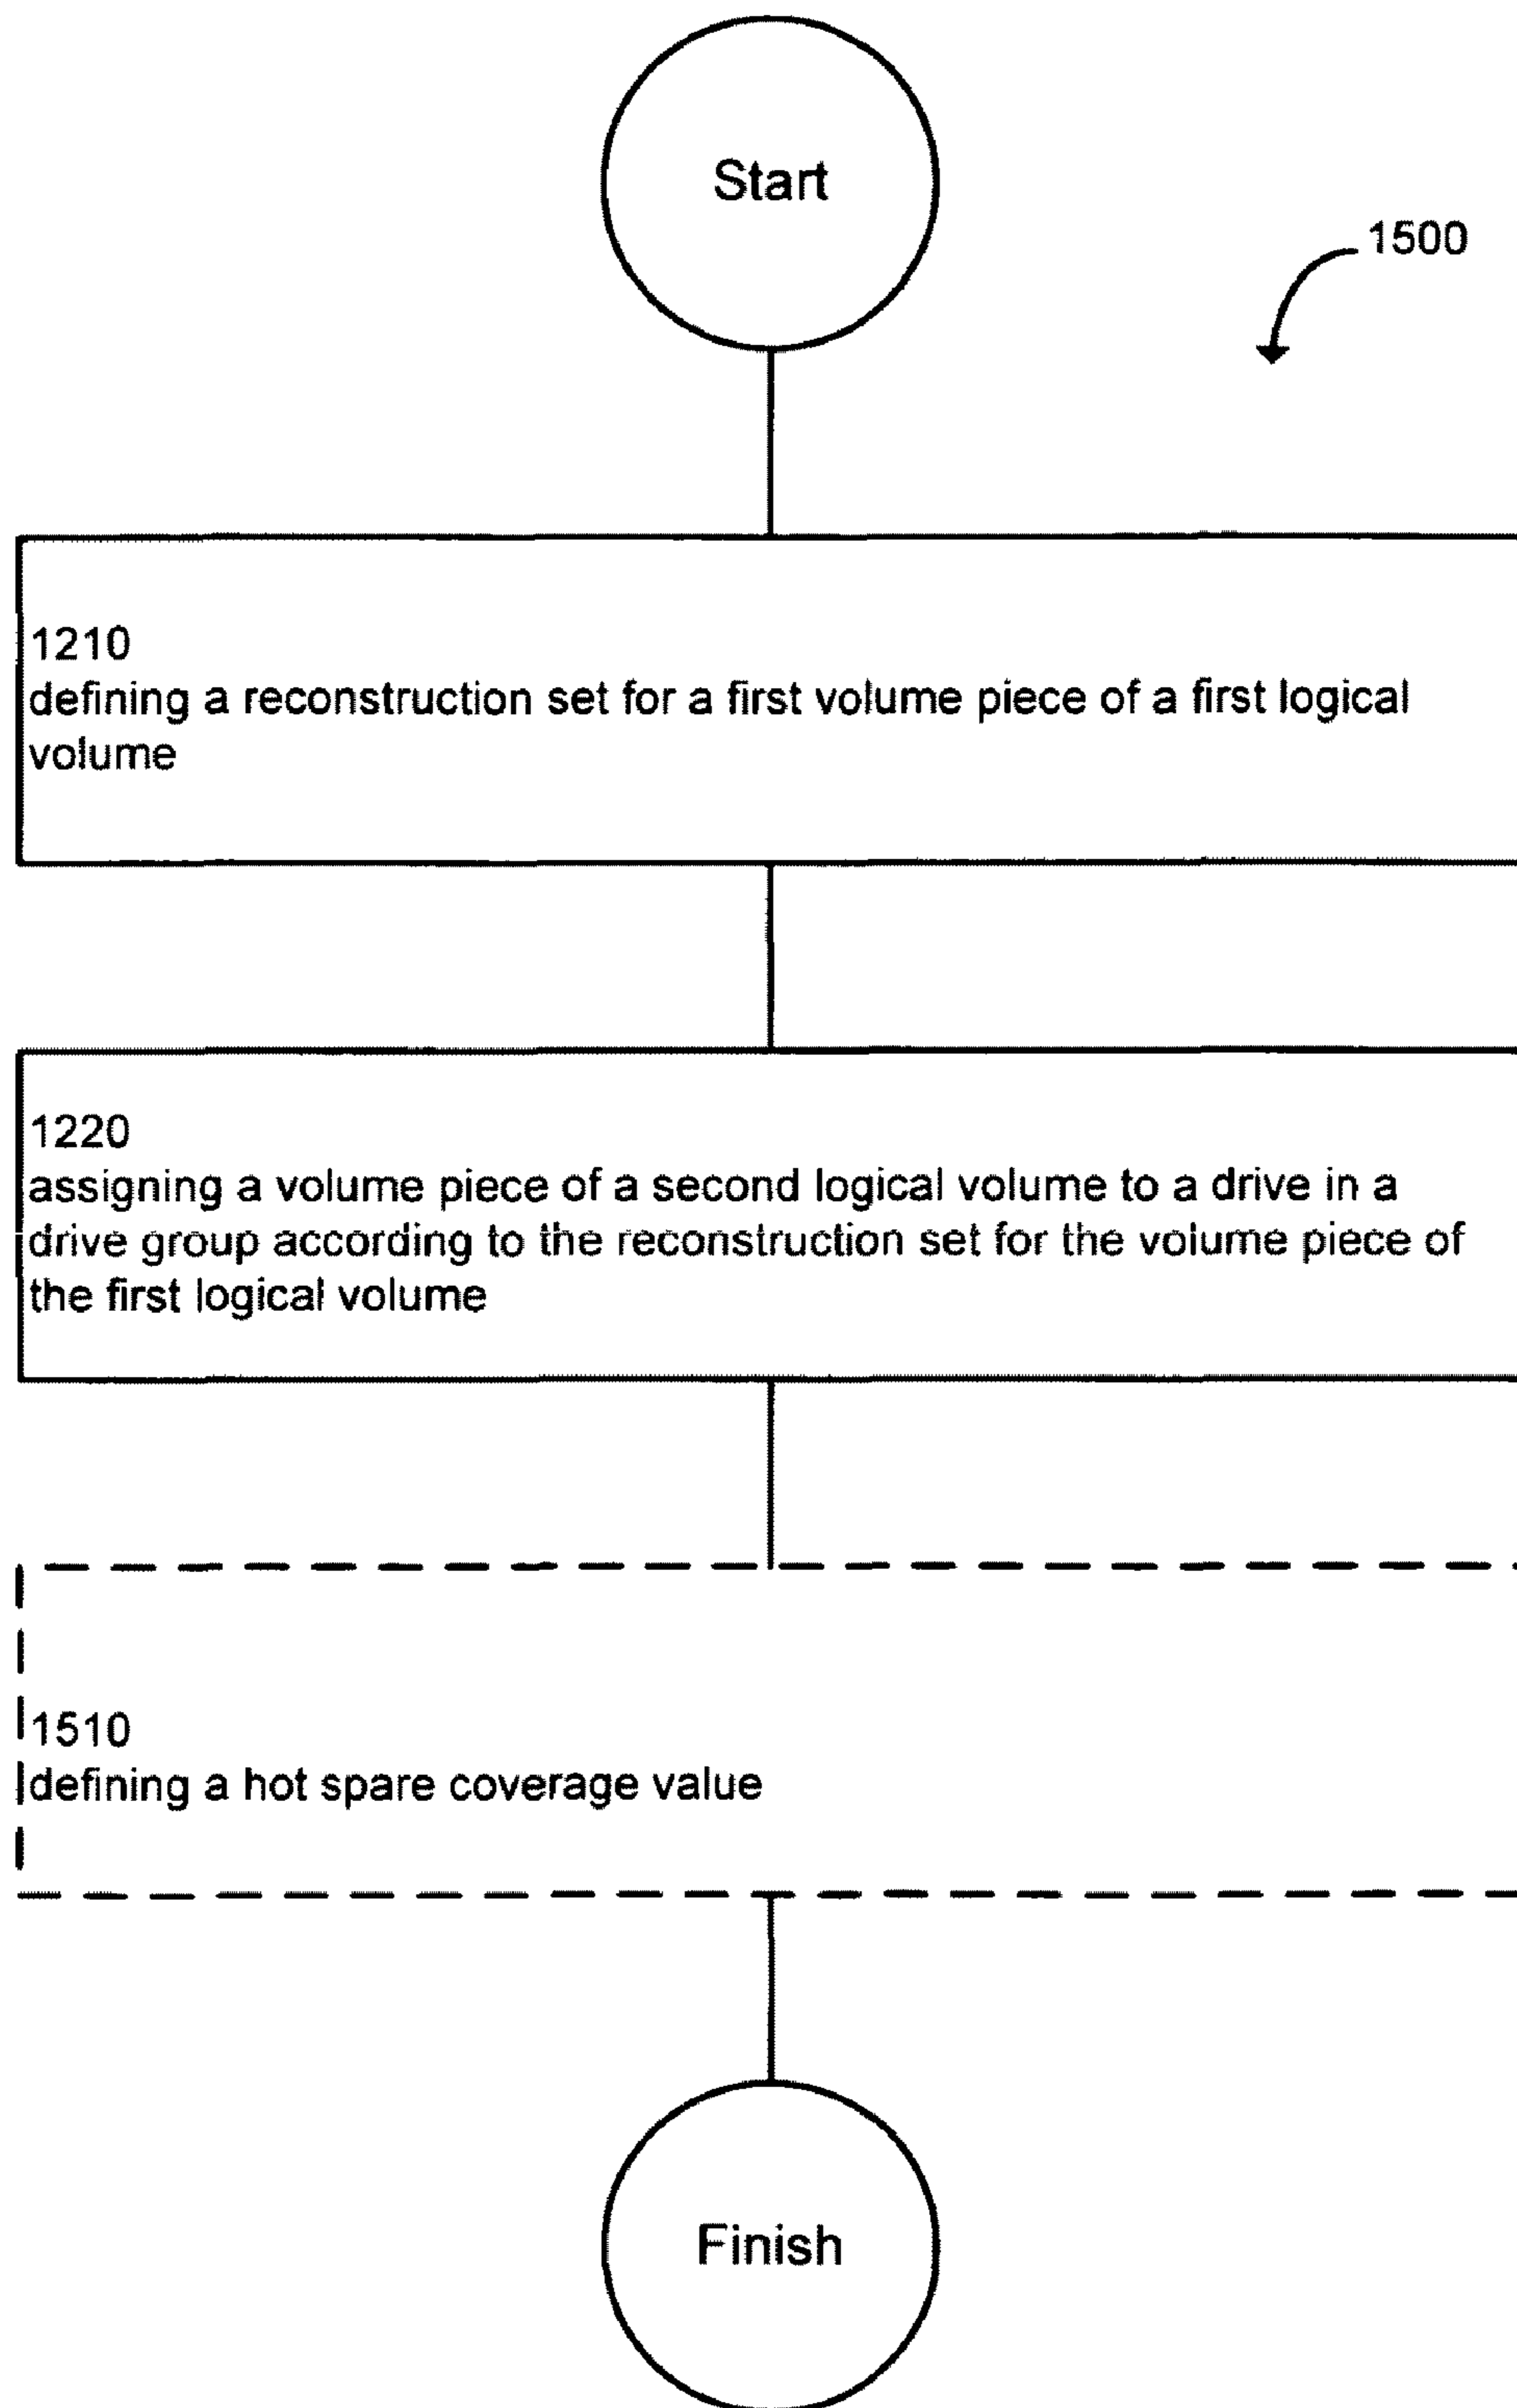 Start
1500
1210
defining a reconstruction set for a first volume piece of a first logical
volume
1220
assigning a volume piece of a second logical volume to a drive in a
drive group according to the reconstruction set for the volume piece of
the first logical volume
1510
defining a hot spare coverage value
Finish